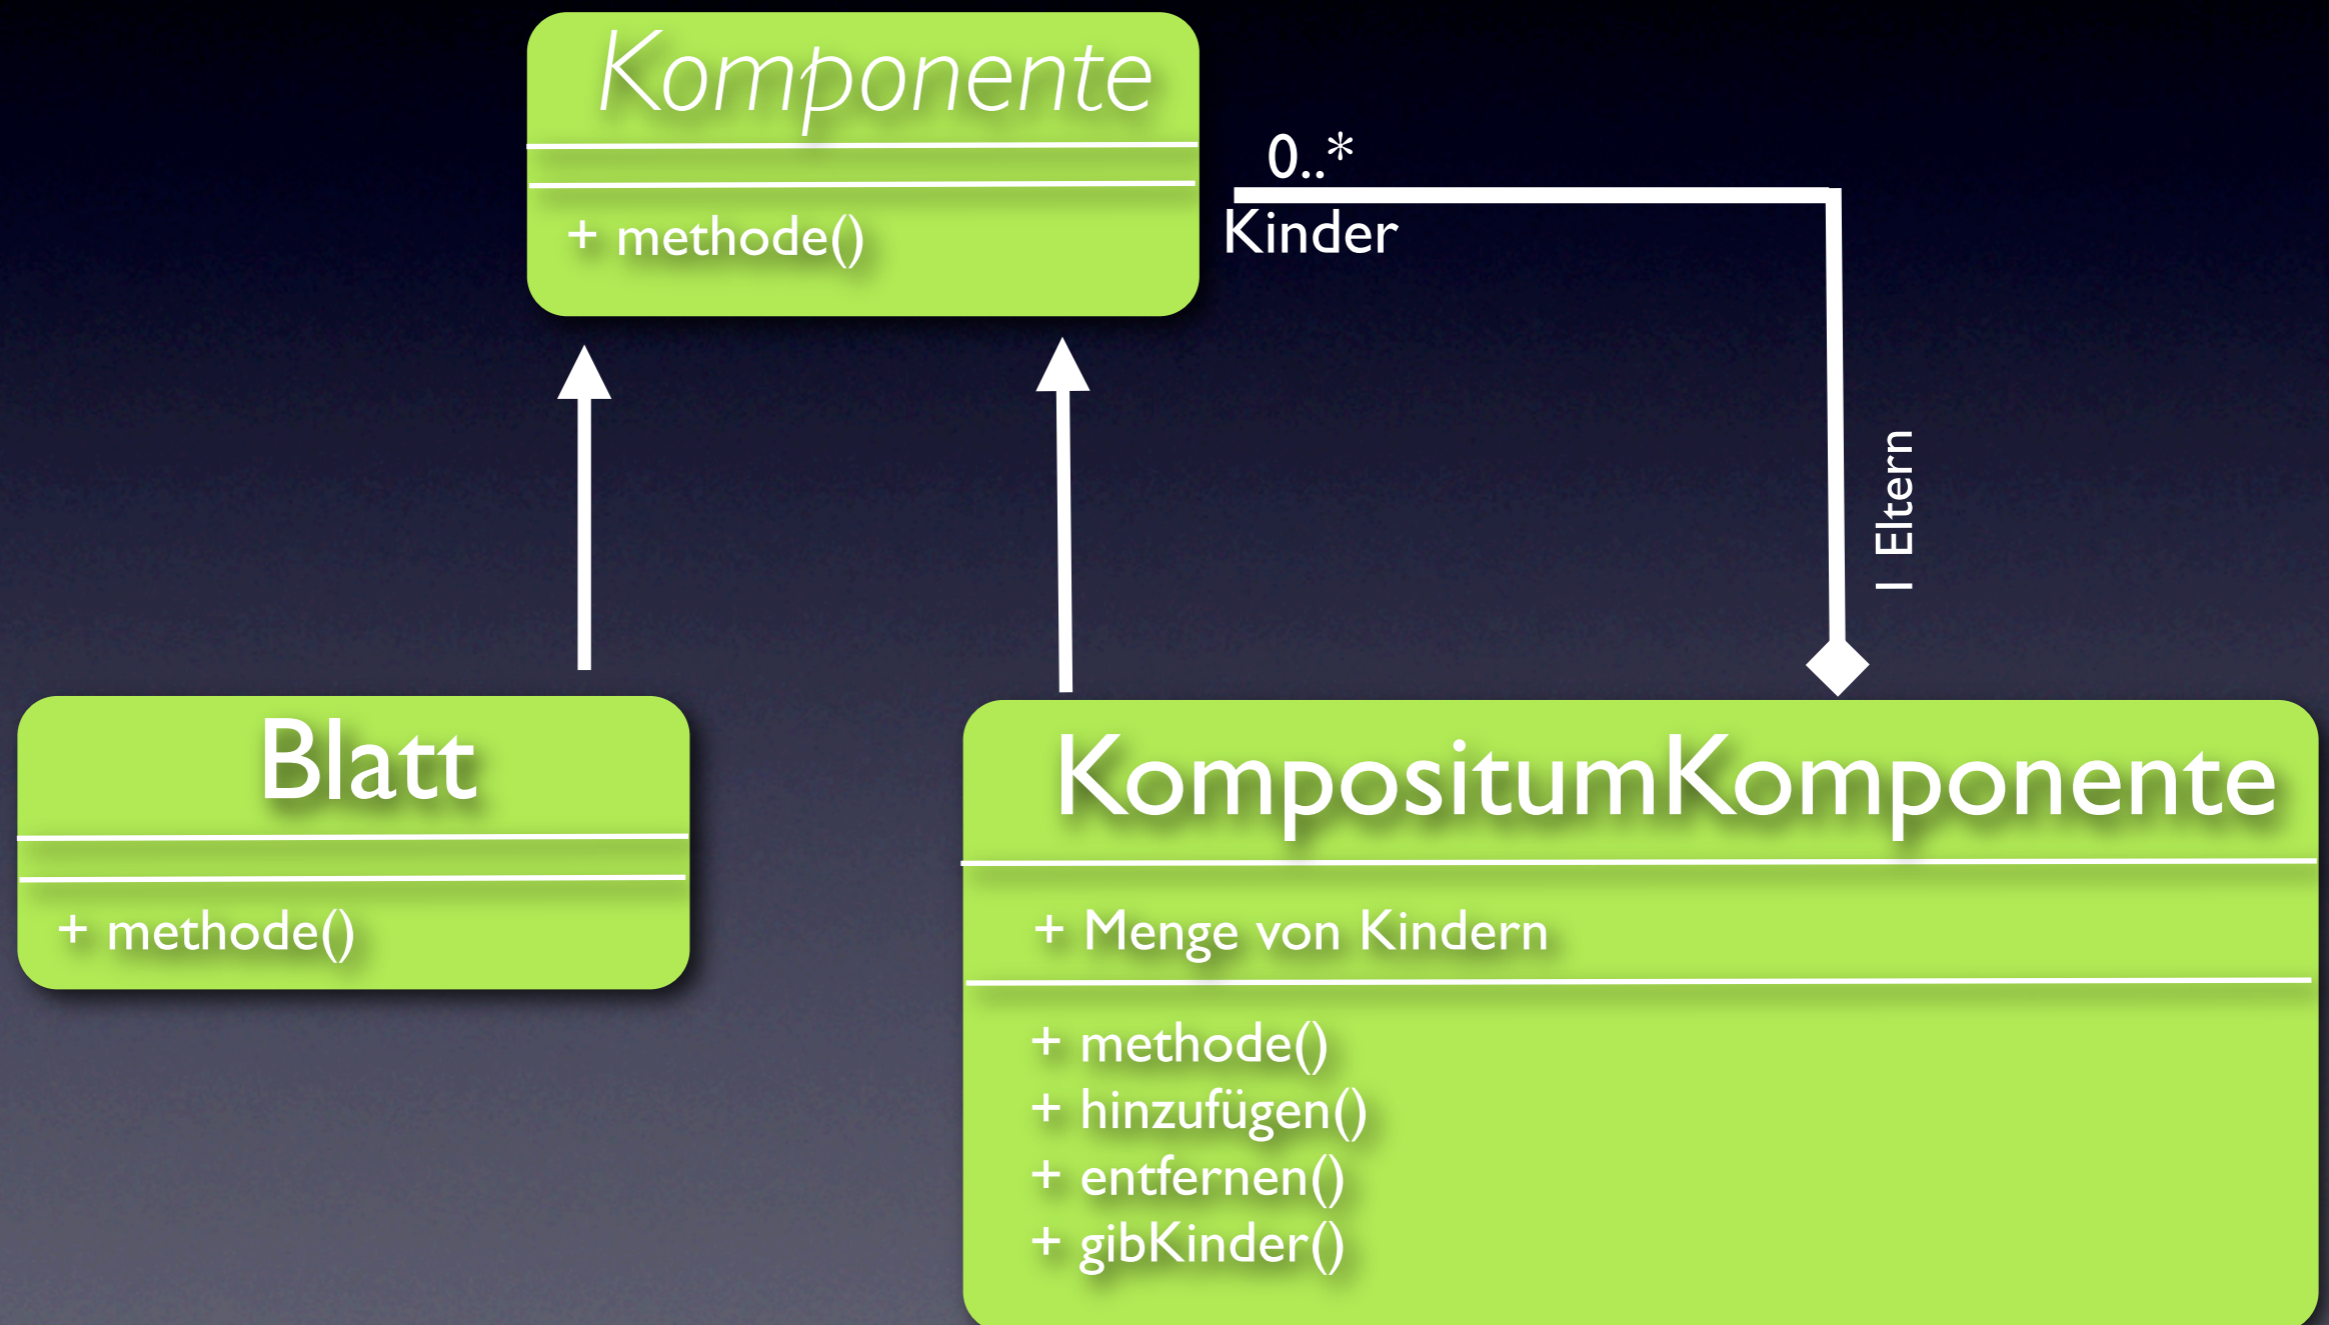 Komponente
+ methode()
0..*
Kinder
1 Eltern
Blatt
+ methode()
KompositumKomponente
+ Menge von Kindern
+ methode()
+ hinzufügen()
+ entfernen()
+ gibKinder()